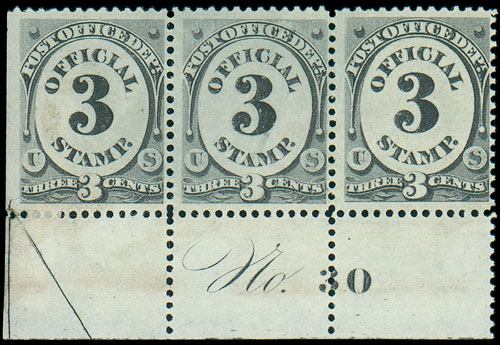 POST OFFICE DEPT.
OFFICIAL
3
STAMP.
U S
THREE 3 CENTS
POST OFFICE DEPT.
OFFICIAL
3
STAMP.
U S
THREE 3 CENTS
POST OFFICE DEPT.
OFFICIAL
3
STAMP.
U S
THREE 3 CENTS
No. 30